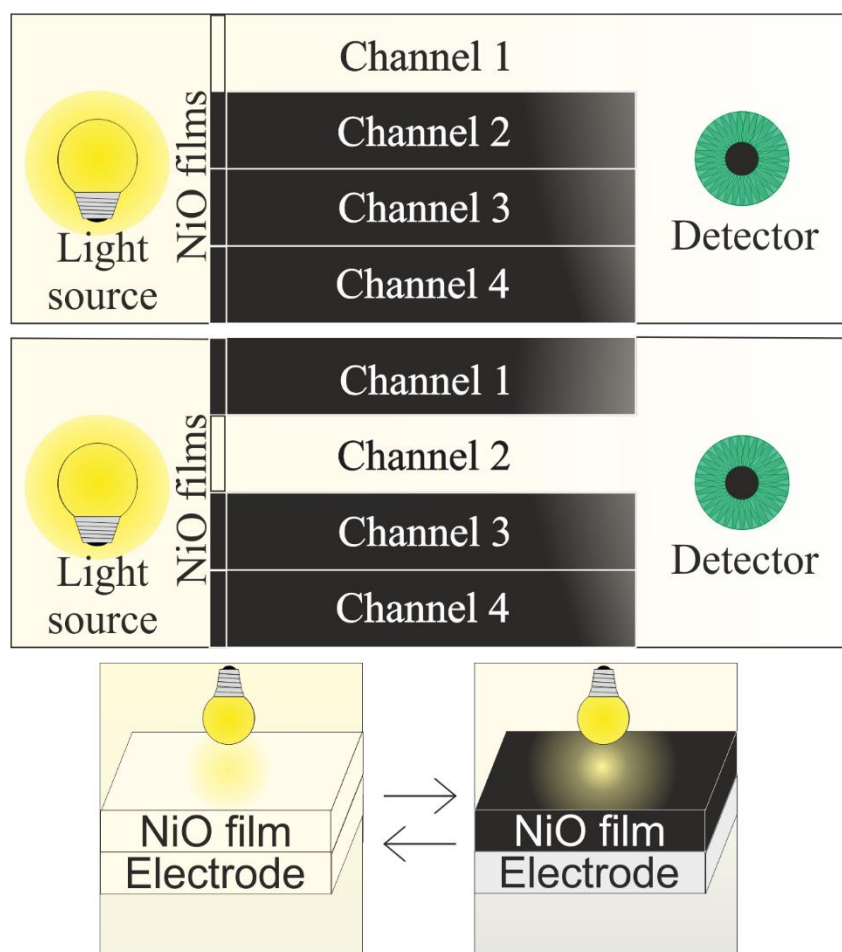 Channel 1
Channel 2
Channel 3
Channel 4
NiO films
Light
source
Detector
Channel 1
Channel 2
Channel 3
Channel 4
NiO films
Light
source
Detector
NiO film
Electrode
NiO film
Electrode